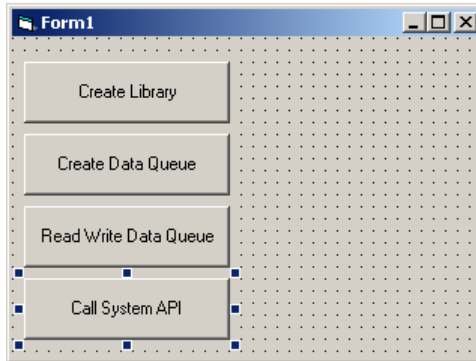 Form1
Create Library
Create Data Queue
Read Write Data Queue
Call System API